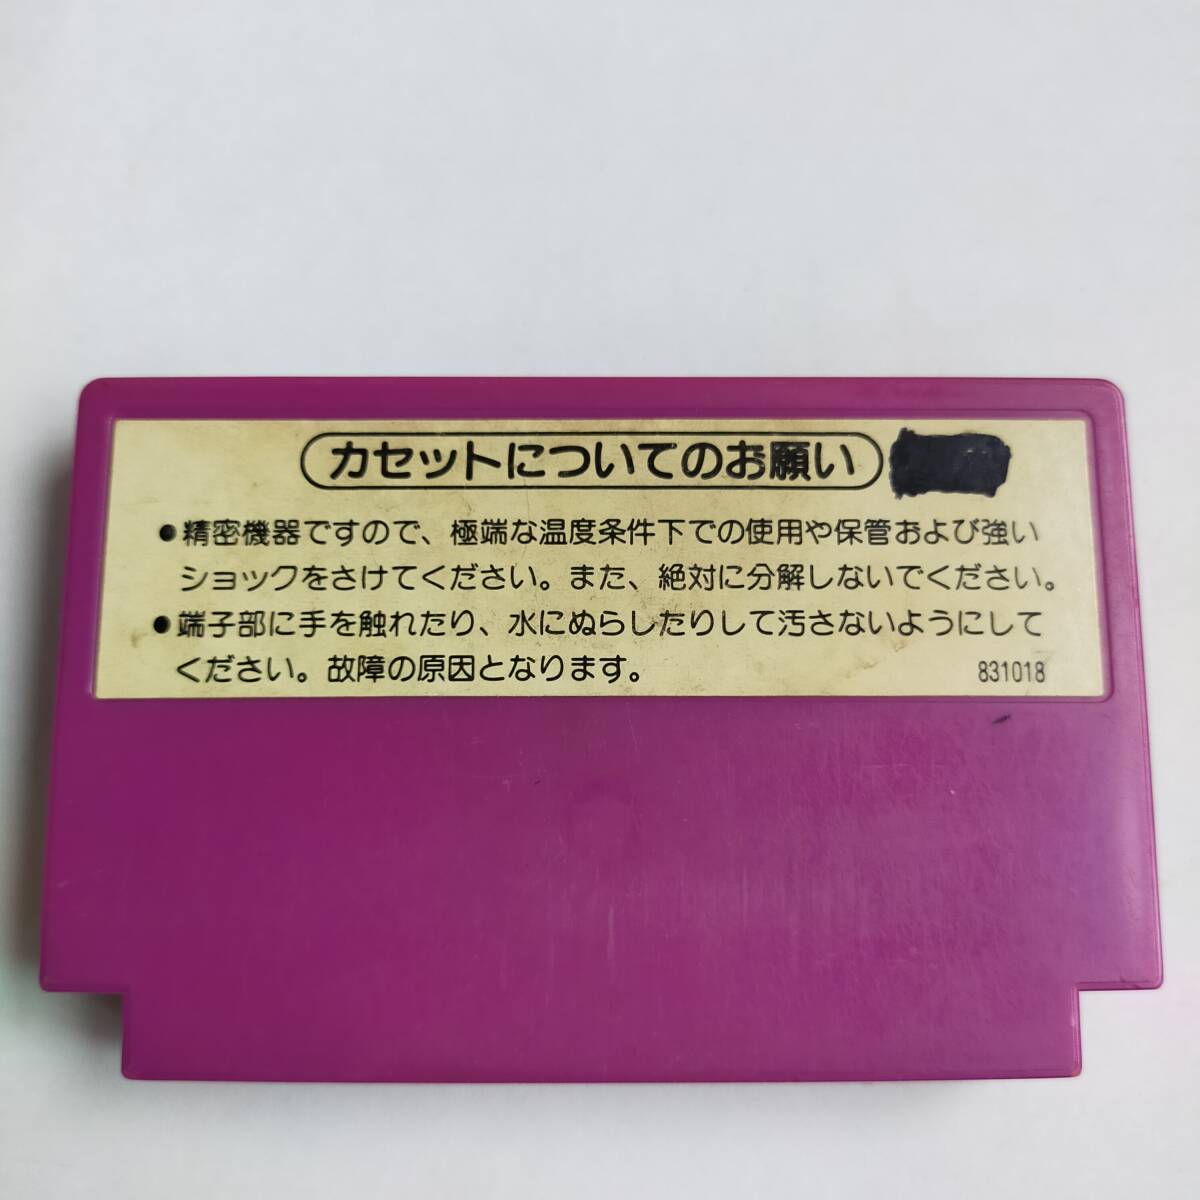 カセットについてのお願い
●精密機器ですので、極端な温度条件下での使用や保管および強い
ショックをさけてください。また、絶対に分解しないでください。
●端子部に手を触れたり、水にぬらしたりして汚さないようにして
ください。故障の原因となります。
831018